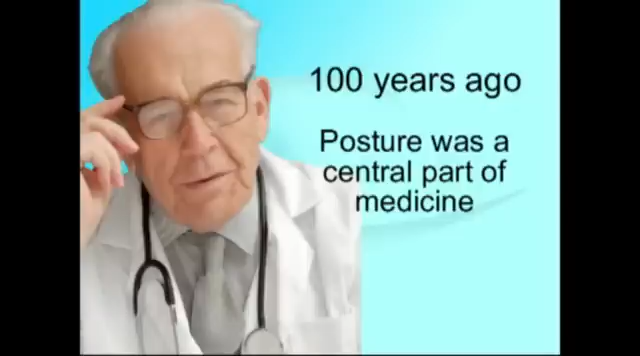 100 years ago
Posture was a
central part of
medicine